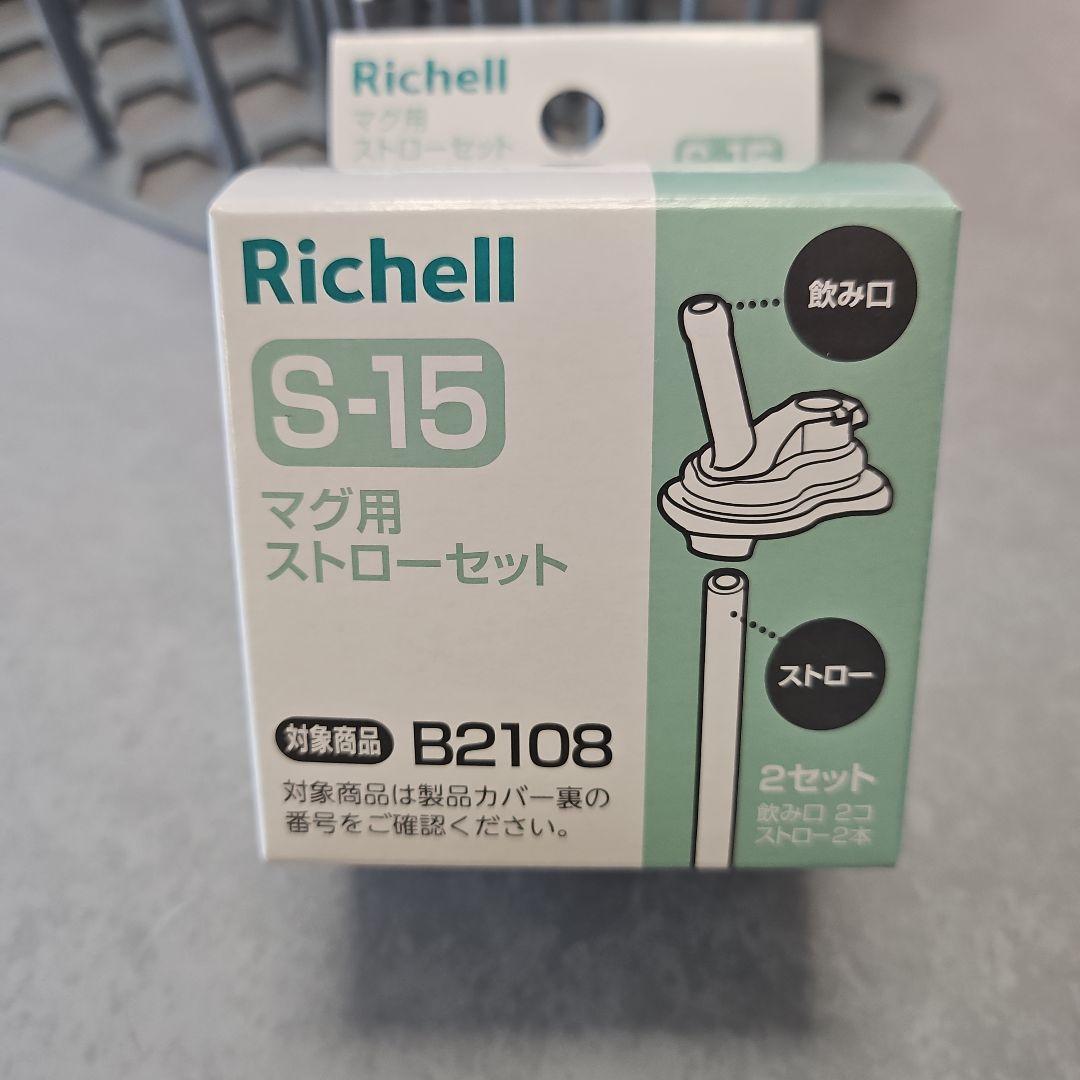 Richell
マグ用
ストローセット
S-15
Richell
S-15
マグ用
ストローセット
対象商品 B2108
対象商品は製品カバー裏の
番号をご確認ください。
飲み口
ストロー
2セット
飲み口 2コ
ストロー2本